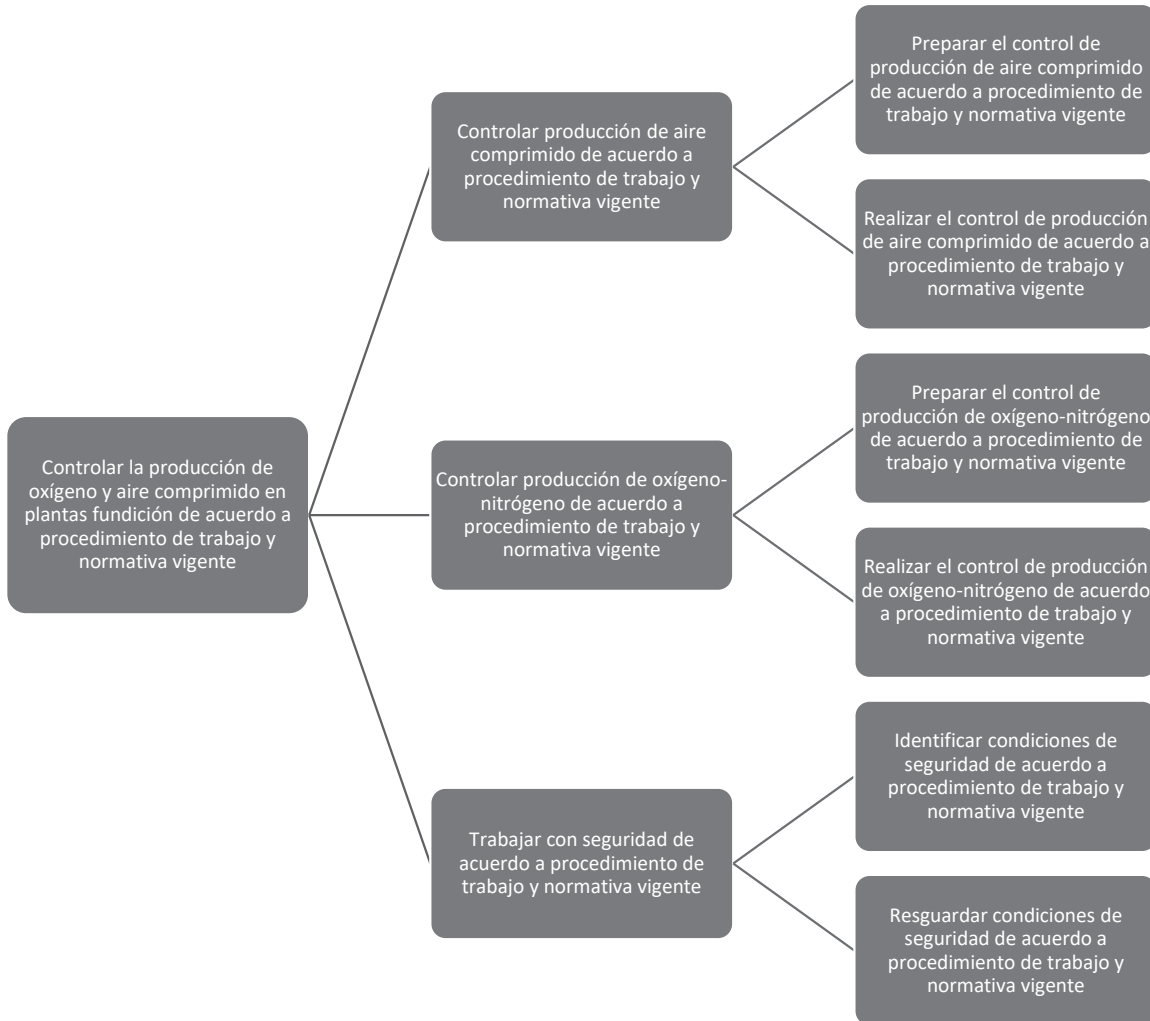 Controlar la producción de
oxígeno y aire comprimido en
plantas fundición de acuerdo a
procedimiento de trabajo y
normativa vigente
Controlar producción de aire
comprimido de acuerdo a
procedimiento de trabajo y
normativa vigente
Preparar el control de
producción de aire comprimido
de acuerdo a procedimiento de
trabajo y normativa vigente
Realizar el control de producción
de aire comprimido de acuerdo a
procedimiento de trabajo y
normativa vigente
Controlar producción de oxígeno-
nitrógeno de acuerdo a
procedimiento de trabajo y
normativa vigente
Preparar el control de
producción de oxígeno-nitrógeno
de acuerdo a procedimiento de
trabajo y normativa vigente
Realizar el control de producción
de oxígeno-nitrógeno de acuerdo
a procedimiento de trabajo y
normativa vigente
Trabajar con seguridad de
acuerdo a procedimiento de
trabajo y normativa vigente
Identificar condiciones de
seguridad de acuerdo a
procedimiento de trabajo y
normativa vigente
Resguardar condiciones de
seguridad de acuerdo a
procedimiento de trabajo y
normativa vigente